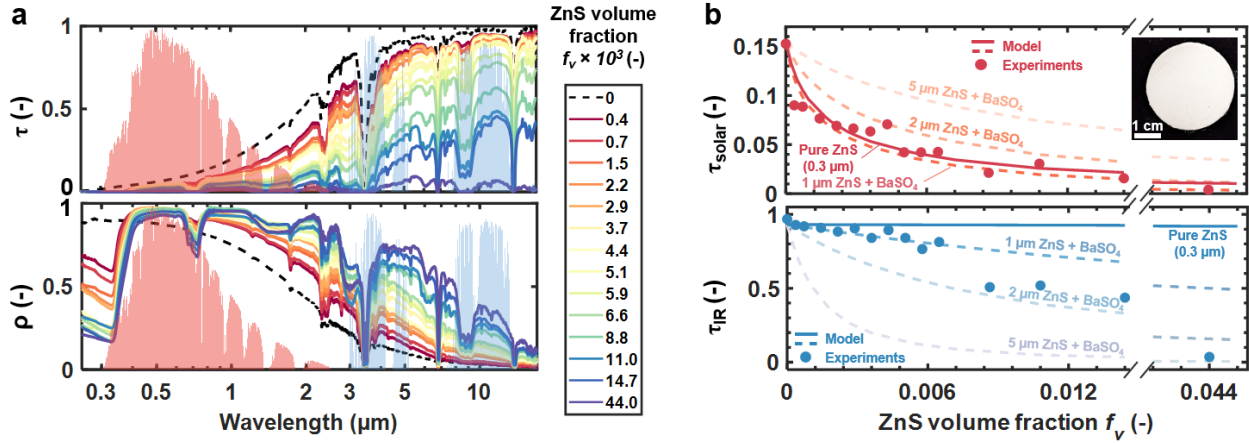 a
τ (-)
1
0.5
0
ρ (-)
1
0.5
0
0.3
0.5
1
2
3
5
10
Wavelength (µm)
ZnS volume
fraction
f_v × 10³ (-)
0
0.4
0.7
1.5
2.2
2.9
3.7
4.4
5.1
5.9
6.6
8.8
11.0
14.7
44.0
b
τ_solar (-)
0.15
0.1
0.05
0
Model
Experiments
5 µm ZnS + BaSO₄
2 µm ZnS + BaSO₄
Pure ZnS
(0.3 µm)
1 µm ZnS + BaSO₄
1 cm
τ_IR (-)
1
0.5
0
Pure ZnS
(0.3 µm)
1 µm ZnS + BaSO₄
2 µm ZnS + BaSO₄
5 µm ZnS + BaSO₄
Model
Experiments
0
0.006
0.012
0.044
ZnS volume fraction f_v (-)